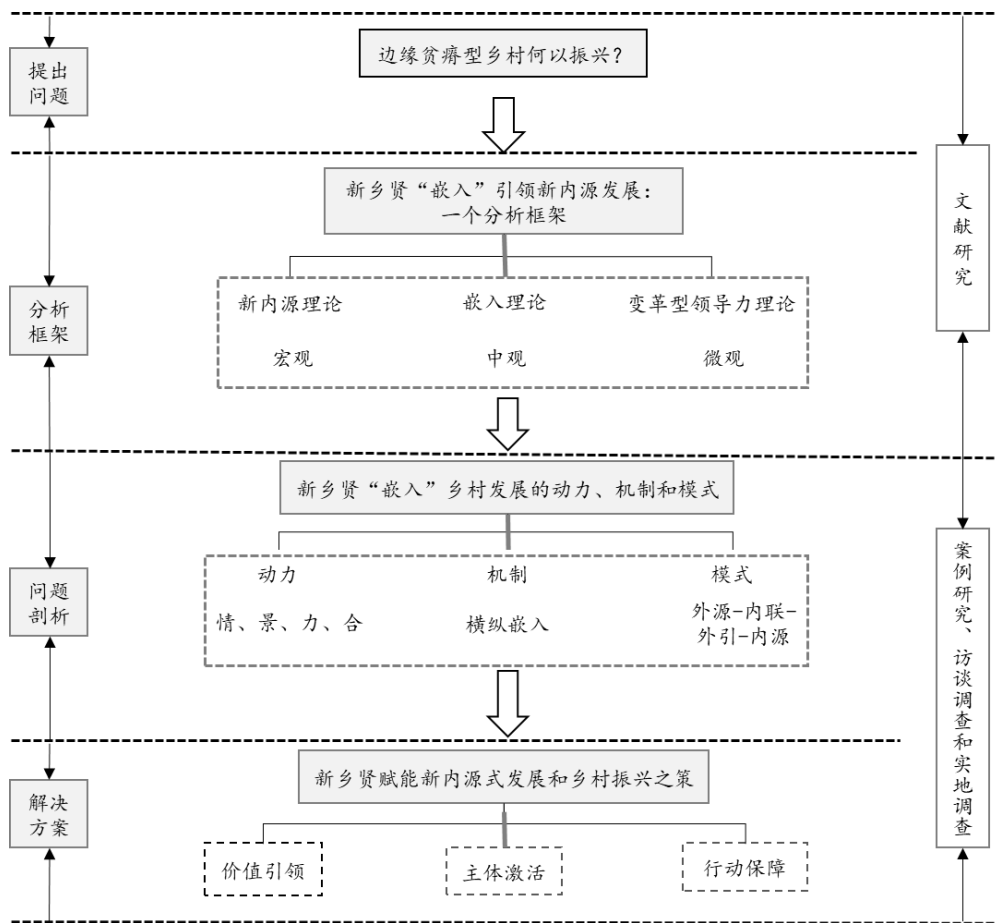 提出
问题
边缘贫瘠型乡村何以振兴？
新乡贤“嵌入”引领新内源发展：
一个分析框架
文献研究
分析
框架
新内源理论 嵌入理论 变革型领导力理论
宏观 中观 微观
新乡贤“嵌入”乡村发展的动力、机制和模式
问题
剖析
动力 机制 模式
情、景、力、合 横纵嵌入 外源-内联-
外引-内源
案例研究、访谈调查和实地调查
解决
方案
新乡贤赋能新内源式发展和乡村振兴之策
价值引领 主体激活 行动保障